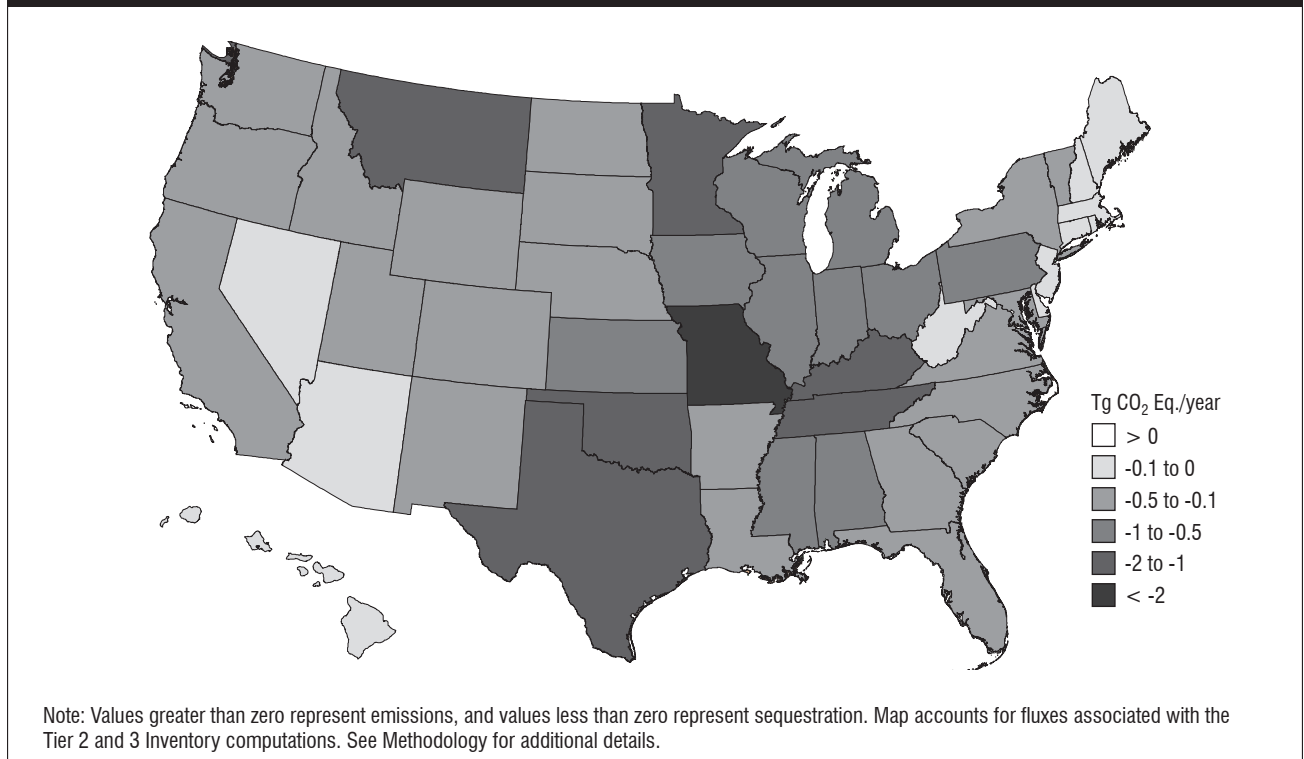 Tg CO₂ Eq./year
> 0
-0.1 to 0
-0.5 to -0.1
-1 to -0.5
-2 to -1
< -2
Note: Values greater than zero represent emissions, and values less than zero represent sequestration. Map accounts for fluxes associated with the
Tier 2 and 3 Inventory computations. See Methodology for additional details.